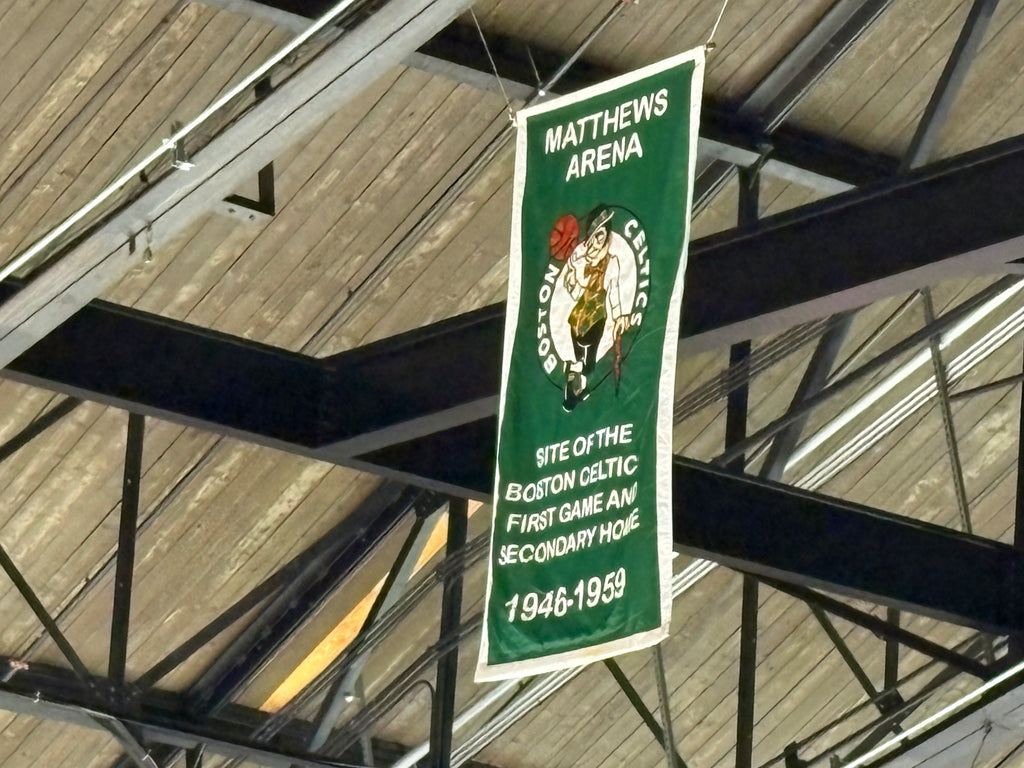 MATTHEWS
ARENA
BOSTON
CELTICS
SITE OF THE
BOSTON CELTIC
FIRST GAME AND
SECONDARY HOME
1946-1959